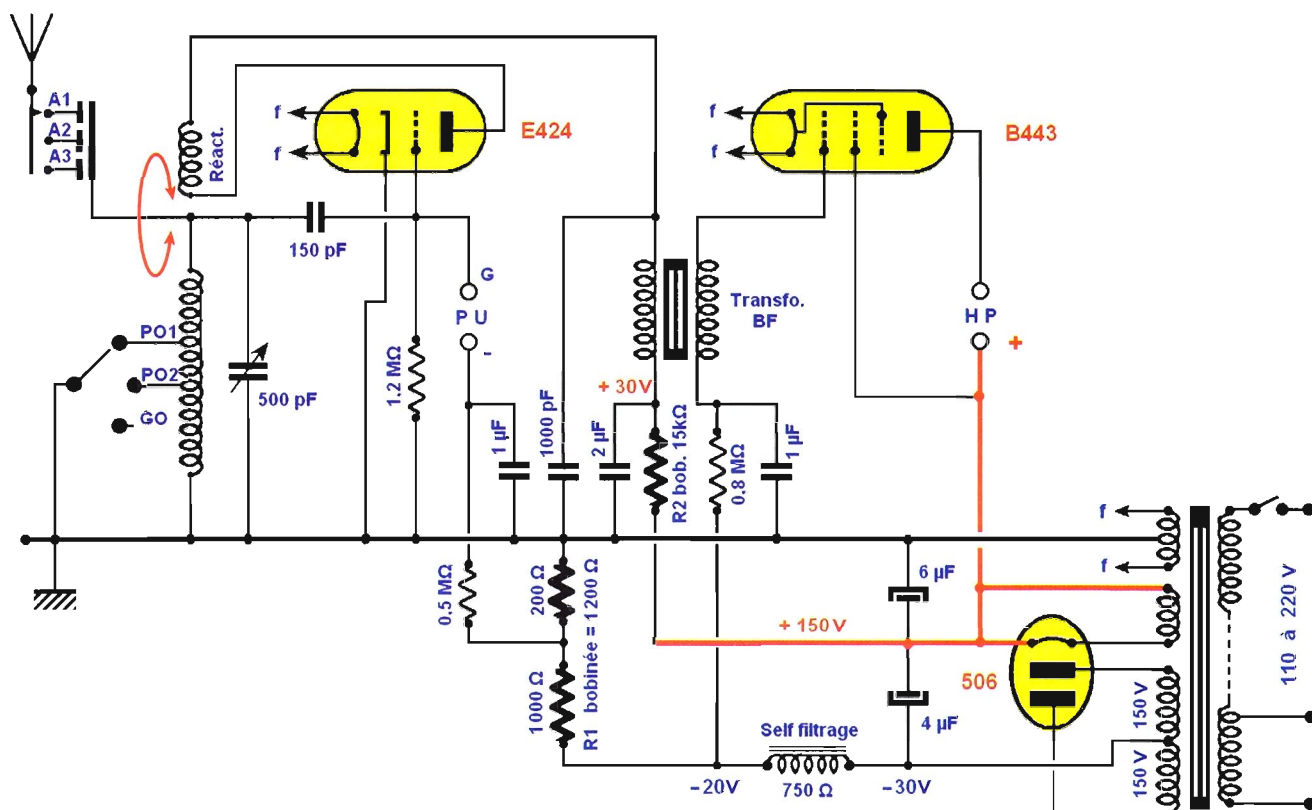 A1
A2
A3
Réact.
f
f
E424
f
f
B443
150 pF
G
P U
-
Transfo.
BF
H P
+
PO1
PO2
GO
500 pF
1.2 MΩ
1 µF
1000 pF
2 µF
+ 30V
R2 bob. 15kΩ
0.8 MΩ
1 µF
f
f
0.5 MΩ
200 Ω
1000 Ω
R1 bobinée = 1200 Ω
6 µF
+ 150 V
4 µF
506
150 V
150 V
110 à 220 V
Self filtrage
750 Ω
−20V
−30V